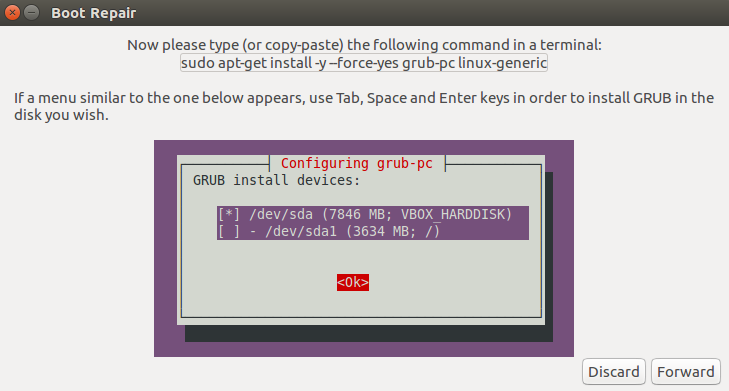 Boot Repair
Now please type (or copy-paste) the following command in a terminal:
sudo apt-get install -y --force-yes grub-pc linux-generic
If a menu similar to the one below appears, use Tab, Space and Enter keys in order to install GRUB in the
disk you wish.
Configuring grub-pc
GRUB install devices:
[*] /dev/sda (7846 MB; VBOX_HARDDISK)
[ ] - /dev/sda1 (3634 MB; /)
<Ok>
Discard Forward